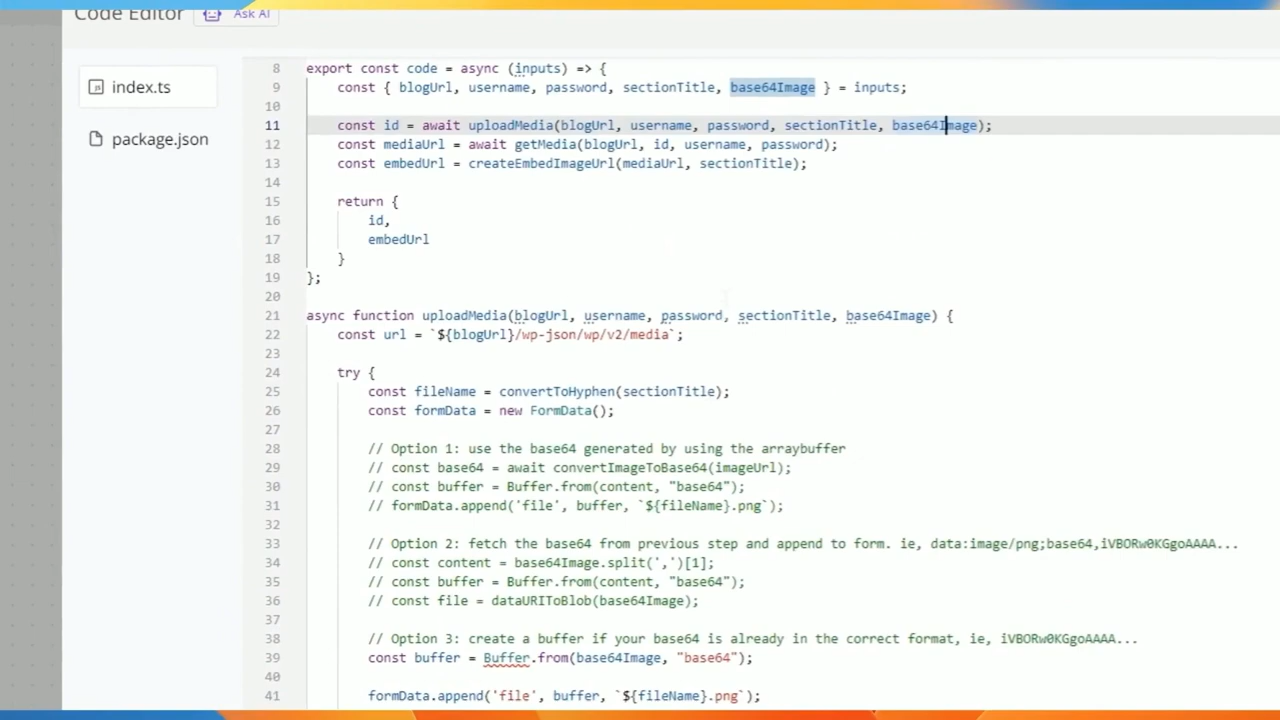 Code Editor Ask AI
index.ts
package.json
8 export const code = async (inputs) => {
9 const { blogUrl, username, password, sectionTitle, base64Image } = inputs;
10
11 const id = await uploadMedia(blogUrl, username, password, sectionTitle, base64Image);
12 const mediaUrl = await getMedia(blogUrl, id, username, password);
13 const embedUrl = createEmbedImageUrl(mediaUrl, sectionTitle);
14
15 return {
16 id,
17 embedUrl
18 }
19 };
20
21 async function uploadMedia(blogUrl, username, password, sectionTitle, base64Image) {
22 const url = `${blogUrl}/wp-json/wp/v2/media`;
23
24 try {
25 const fileName = convertToHyphen(sectionTitle);
26 const formData = new FormData();
27
28 // Option 1: use the base64 generated by using the arraybuffer
29 // const base64 = await convertImageToBase64(imageUrl);
30 // const buffer = Buffer.from(content, "base64");
31 // formData.append('file', buffer, `${fileName}.png`);
32
33 // Option 2: fetch the base64 from previous step and append to form. ie, data:image/png;base64,iVBORw0KGgoAAAA...
34 // const content = base64Image.split(',')[1];
35 // const buffer = Buffer.from(content, "base64");
36 // const file = dataURIToBlob(base64Image);
37
38 // Option 3: create a buffer if your base64 is already in the correct format, ie, iVBORw0KGgoAAAA...
39 const buffer = Buffer.from(base64Image, "base64");
40
41 formData.append('file', buffer, `${fileName}.png`);